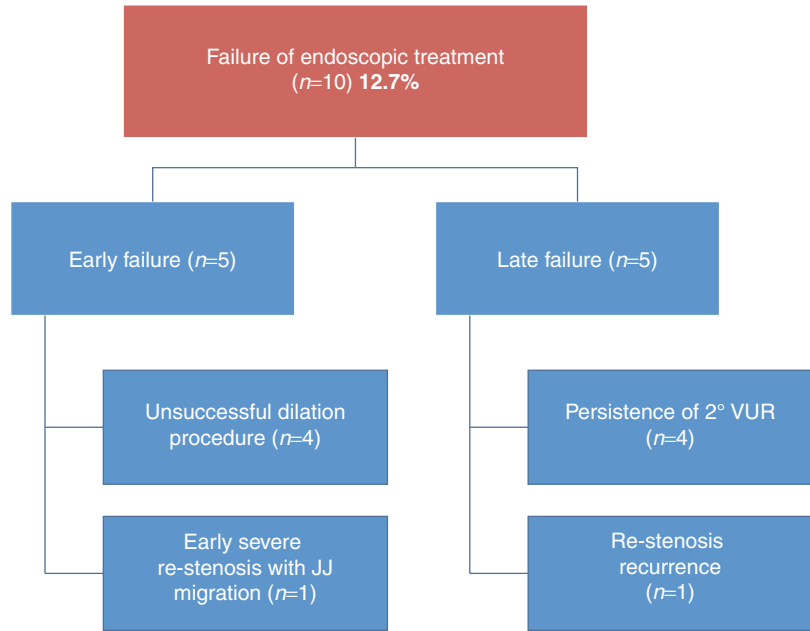 Failure of endoscopic treatment
(n=10) 12.7%
Early failure (n=5)
Late failure (n=5)
Unsuccessful dilation
procedure (n=4)
Persistence of 2° VUR
(n=4)
Early severe
re-stenosis with JJ
migration (n=1)
Re-stenosis
recurrence
(n=1)